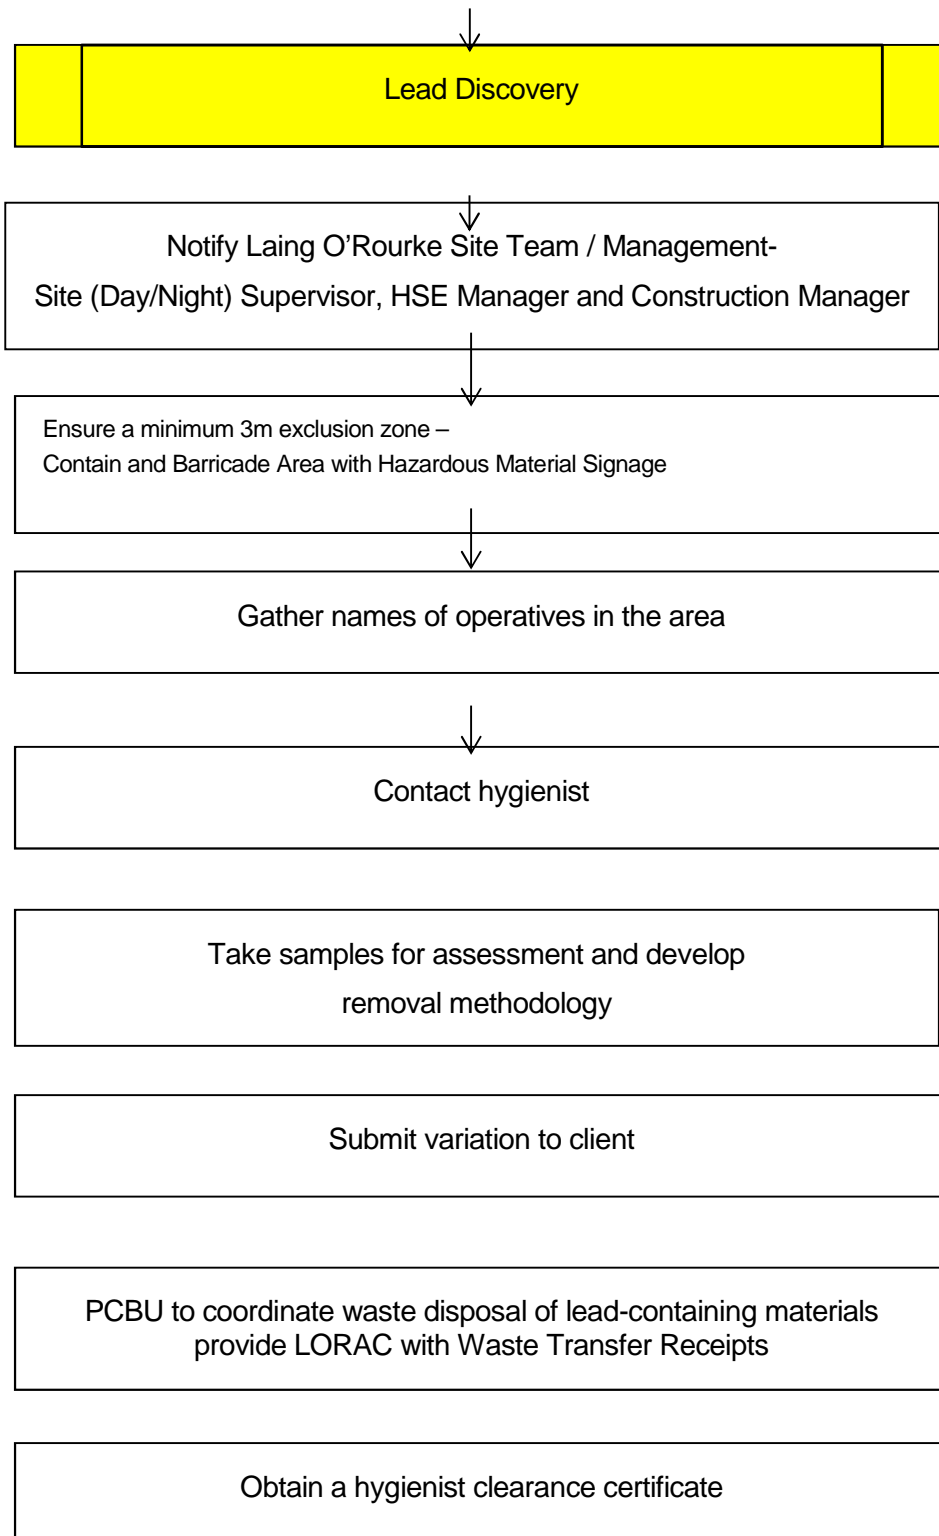 Lead Discovery
Notify Laing O’Rourke Site Team / Management-
Site (Day/Night) Supervisor, HSE Manager and Construction Manager
Ensure a minimum 3m exclusion zone –
Contain and Barricade Area with Hazardous Material Signage
Gather names of operatives in the area
Contact hygienist
Take samples for assessment and develop
removal methodology
Submit variation to client
PCBU to coordinate waste disposal of lead-containing materials
provide LORAC with Waste Transfer Receipts
Obtain a hygienist clearance certificate